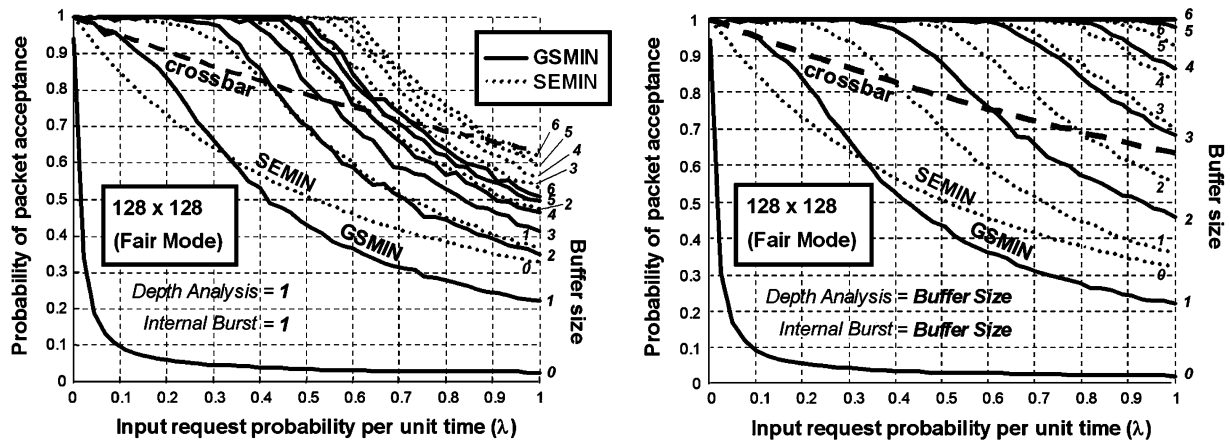 Probability of packet acceptance
1
0.9
0.8
0.7
0.6
0.5
0.4
0.3
0.2
0.1
0
0 0.1 0.2 0.3 0.4 0.5 0.6 0.7 0.8 0.9 1
Input request probability per unit time (λ)
crossbar
SEMIN
GSMIN
GSMIN
SEMIN
128 x 128
(Fair Mode)
Depth Analysis = 1
Internal Burst = 1
6
5
4
3
6
5
2
4
1
3
2
0
1
0
Buffer size
Probability of packet acceptance
1
0.9
0.8
0.7
0.6
0.5
0.4
0.3
0.2
0.1
0
0 0.1 0.2 0.3 0.4 0.5 0.6 0.7 0.8 0.9 1
Input request probability per unit time (λ)
crossbar
SEMIN
GSMIN
128 x 128
(Fair Mode)
Depth Analysis = Buffer Size
Internal Burst = Buffer Size
6
6
5
5
4
4
3
3
2
2
1
0
1
0
Buffer size